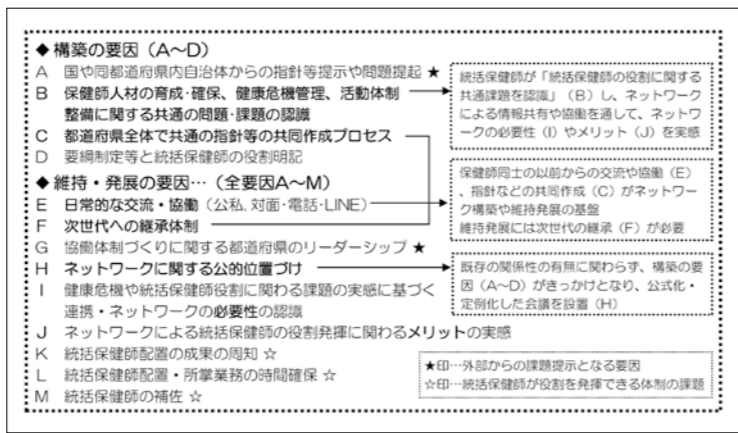 ◆構築の要因（A～D）
A 国や同都道府県内自治体からの指針等提示や問題提起 ★
B 保健師人材の育成・確保、健康危機管理、活動体制
整備に関する共通の問題・課題の認識
C 都道府県全体で共通の指針等の共同作成プロセス
D 要綱制定等と統括保健師の役割明記
◆維持・発展の要因…（全要因A～M）
E 日常的な交流・協働（公私、対面・電話・LINE）
F 次世代への継承体制
G 協働体制づくりに関する都道府県のリーダーシップ ★
H ネットワークに関する公的位置づけ
I 健康危機や統括保健師役割に関わる課題の実感に基づく
連携・ネットワークの必要性の認識
J ネットワークによる統括保健師の役割発揮に関わるメリットの実感
K 統括保健師配置の成果の周知 ☆
L 統括保健師配置・所掌業務の時間確保 ☆
M 統括保健師の補佐 ☆
統括保健師が「統括保健師の役割に関する
共通課題を認識」（B）し、ネットワーク
による情報共有や協働を通して、ネットワ
ークの必要性（I）やメリット（J）を実感
保健師同士の以前からの交流や協働（E）
、指針などの共同作成（C）がネットワー
ク構築や維持発展の基盤
維持発展には次世代の継承（F）が必要
既存の関係性の有無に関わらず、構築の要
因（A～D）がきっかけとなり、公式化・
定例化した会議を設置（H）
★印…外部からの課題提示となる要因
☆印…統括保健師が役割を発揮できる体制の課題